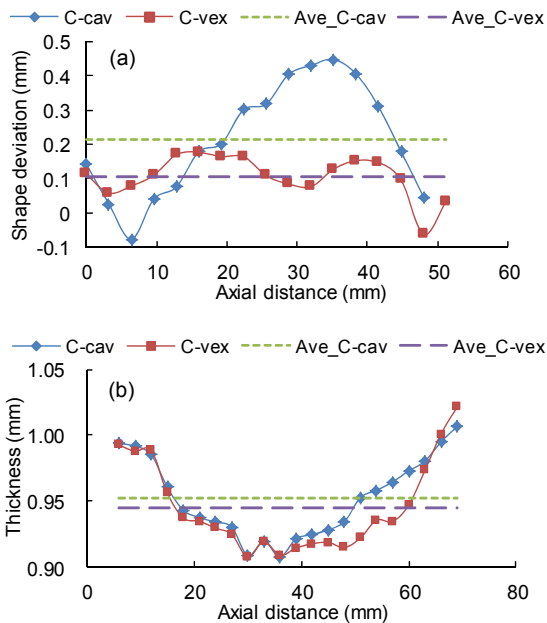 C-cav C-vex Ave_C-cav Ave_C-vex
(a)
0.5
0.4
0.3
0.2
0.1
0
-0.1
Shape deviation (mm)
0 10 20 30 40 50 60
Axial distance (mm)
C-cav C-vex Ave_C-cav Ave_C-vex
(b)
1.05
1.00
0.95
0.90
Thickness (mm)
0 20 40 60 80
Axial distance (mm)